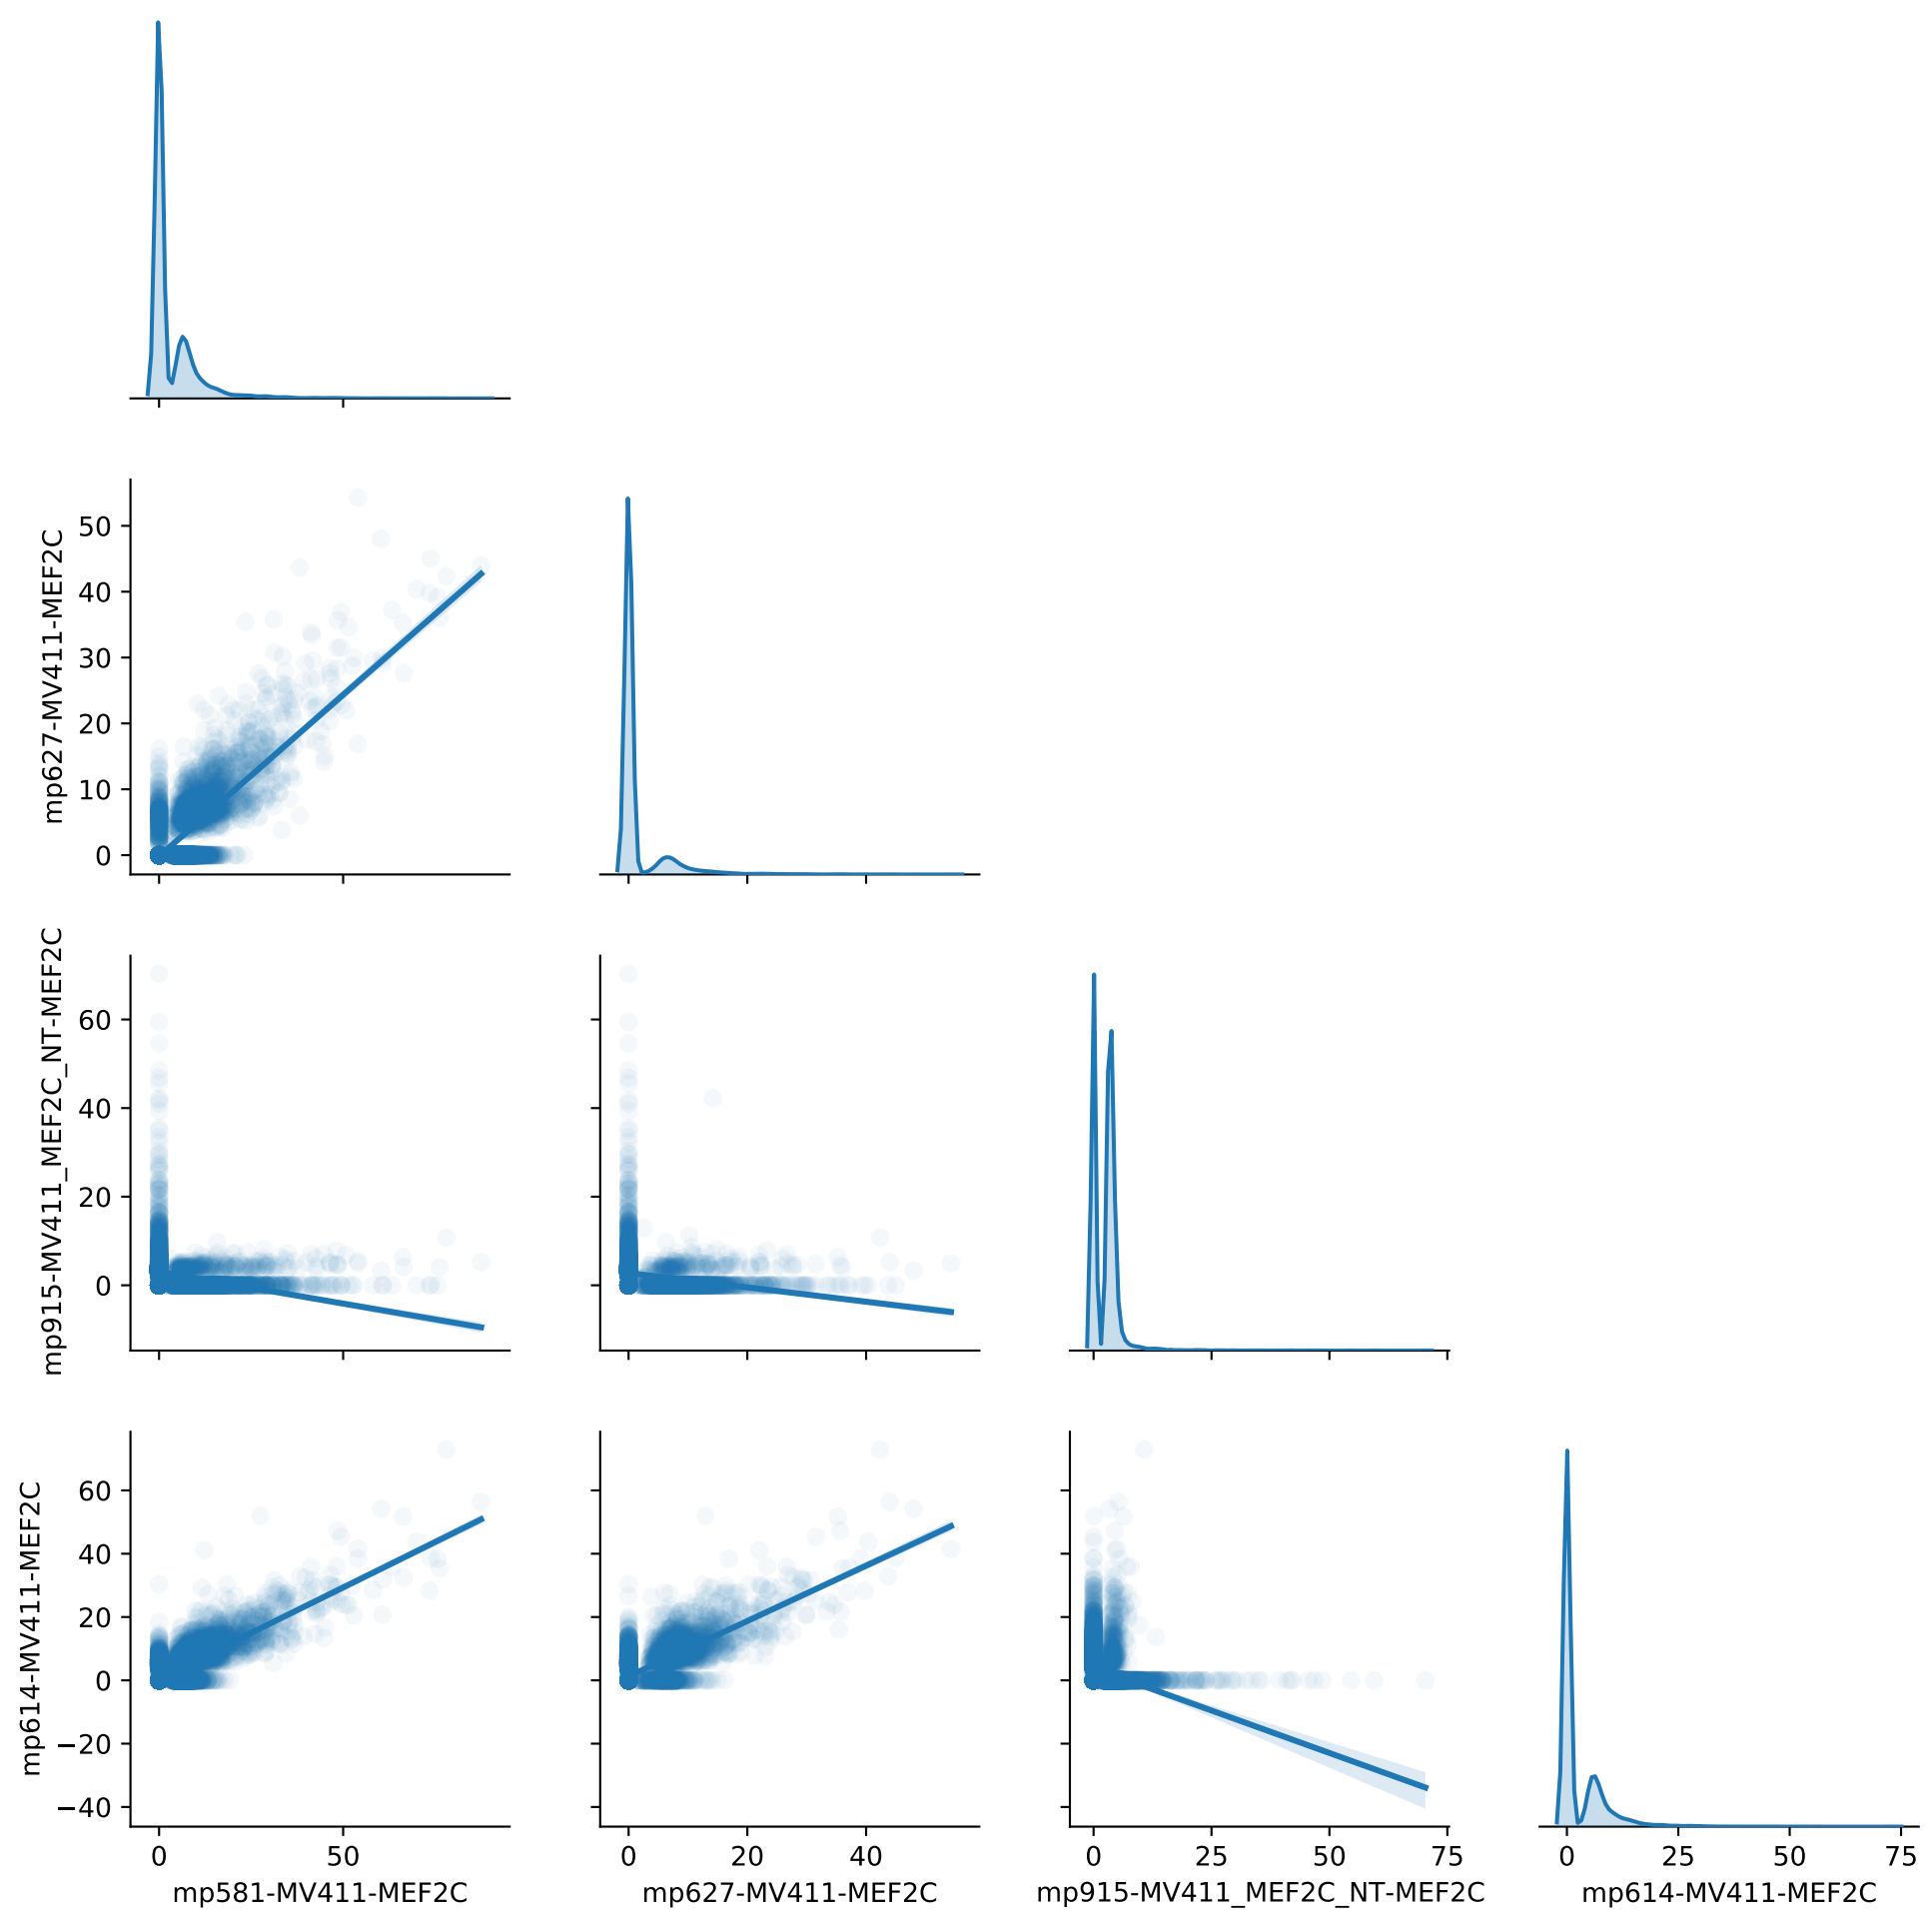 mp627-MV411-MEF2C
50
40
30
20
10
0
mp915-MV411_MEF2C_NT-MEF2C
60
40
20
0
mp614-MV411-MEF2C
60
40
20
0
−20
−40
0 50
0 20 40
0 25 50 75
0 25 50 75
mp581-MV411-MEF2C
mp627-MV411-MEF2C
mp915-MV411_MEF2C_NT-MEF2C
mp614-MV411-MEF2C